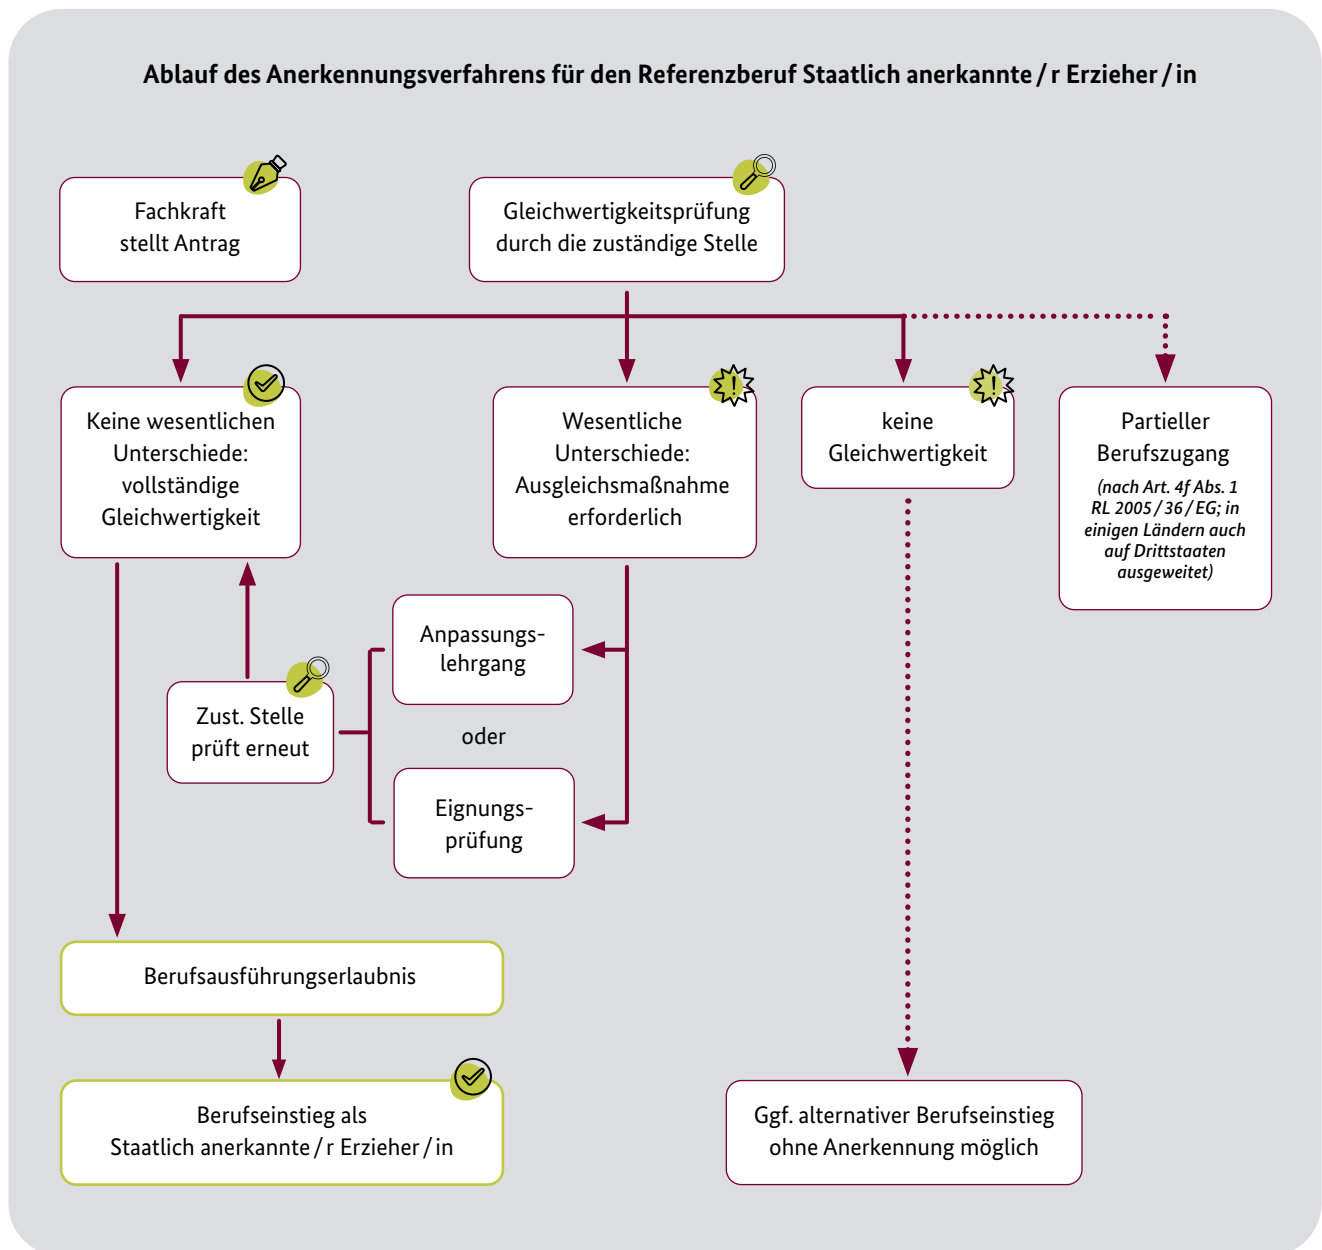 Ablauf des Anerkennungsverfahrens für den Referenzberuf Staatlich anerkannte / r Erzieher / in
Fachkraft
stellt Antrag
Gleichwertigkeitsprüfung
durch die zuständige Stelle
Keine wesentlichen
Unterschiede:
vollständige
Gleichwertigkeit
Wesentliche
Unterschiede:
Ausgleichsmaßnahme
erforderlich
keine
Gleichwertigkeit
Partieller
Berufszugang
(nach Art. 4f Abs. 1
RL 2005 / 36 / EG; in
einigen Ländern auch
auf Drittstaaten
ausgeweitet)
Anpassungs-
lehrgang
Zust. Stelle
prüft erneut
oder
Eignungs-
prüfung
Berufsausführungserlaubnis
Berufseinstieg als
Staatlich anerkannte / r Erzieher / in
Ggf. alternativer Berufseinstieg
ohne Anerkennung möglich